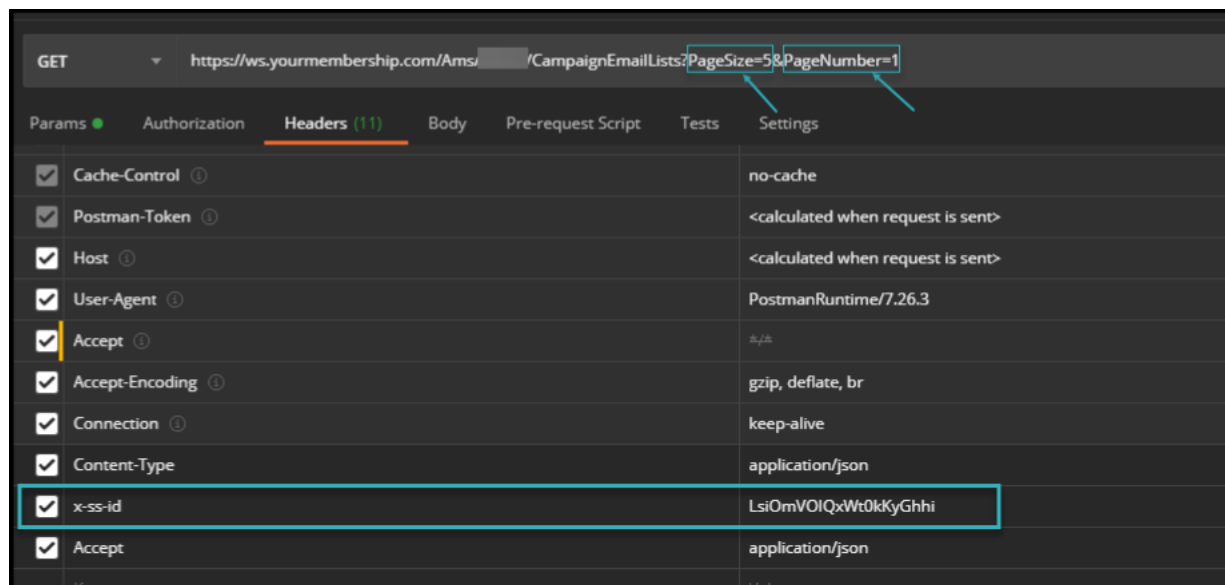 GET https://ws.yourmembership.com/Ams/ /CampaignEmailLists?PageSize=5&PageNumber=1
Params Authorization Headers (11) Body Pre-request Script Tests Settings
Cache-Control no-cache
Postman-Token <calculated when request is sent>
Host <calculated when request is sent>
User-Agent PostmanRuntime/7.26.3
Accept */*
Accept-Encoding gzip, deflate, br
Connection keep-alive
Content-Type application/json
x-ss-id LsiOmVOlQxWt0kKyGhhi
Accept application/json